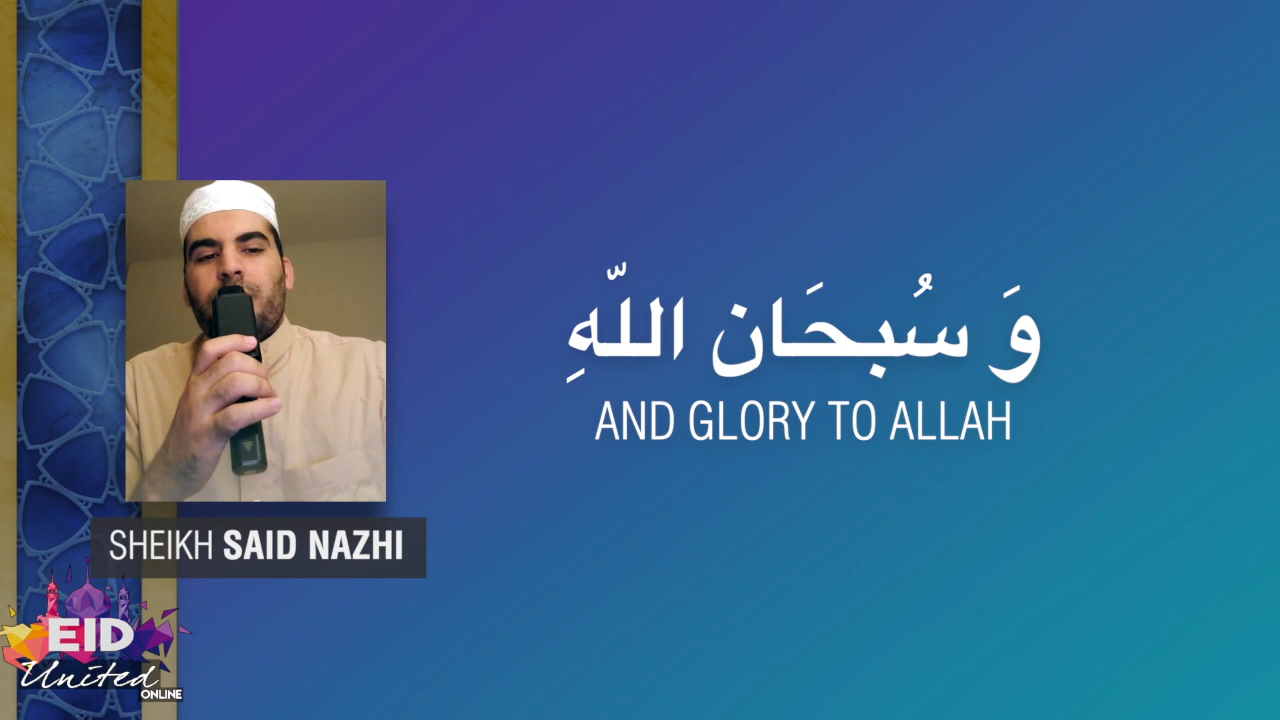 وَ سُبحَان اللّهِ
AND GLORY TO ALLAH
SHEIKH SAID NAZHI
EID
United
ONLINE